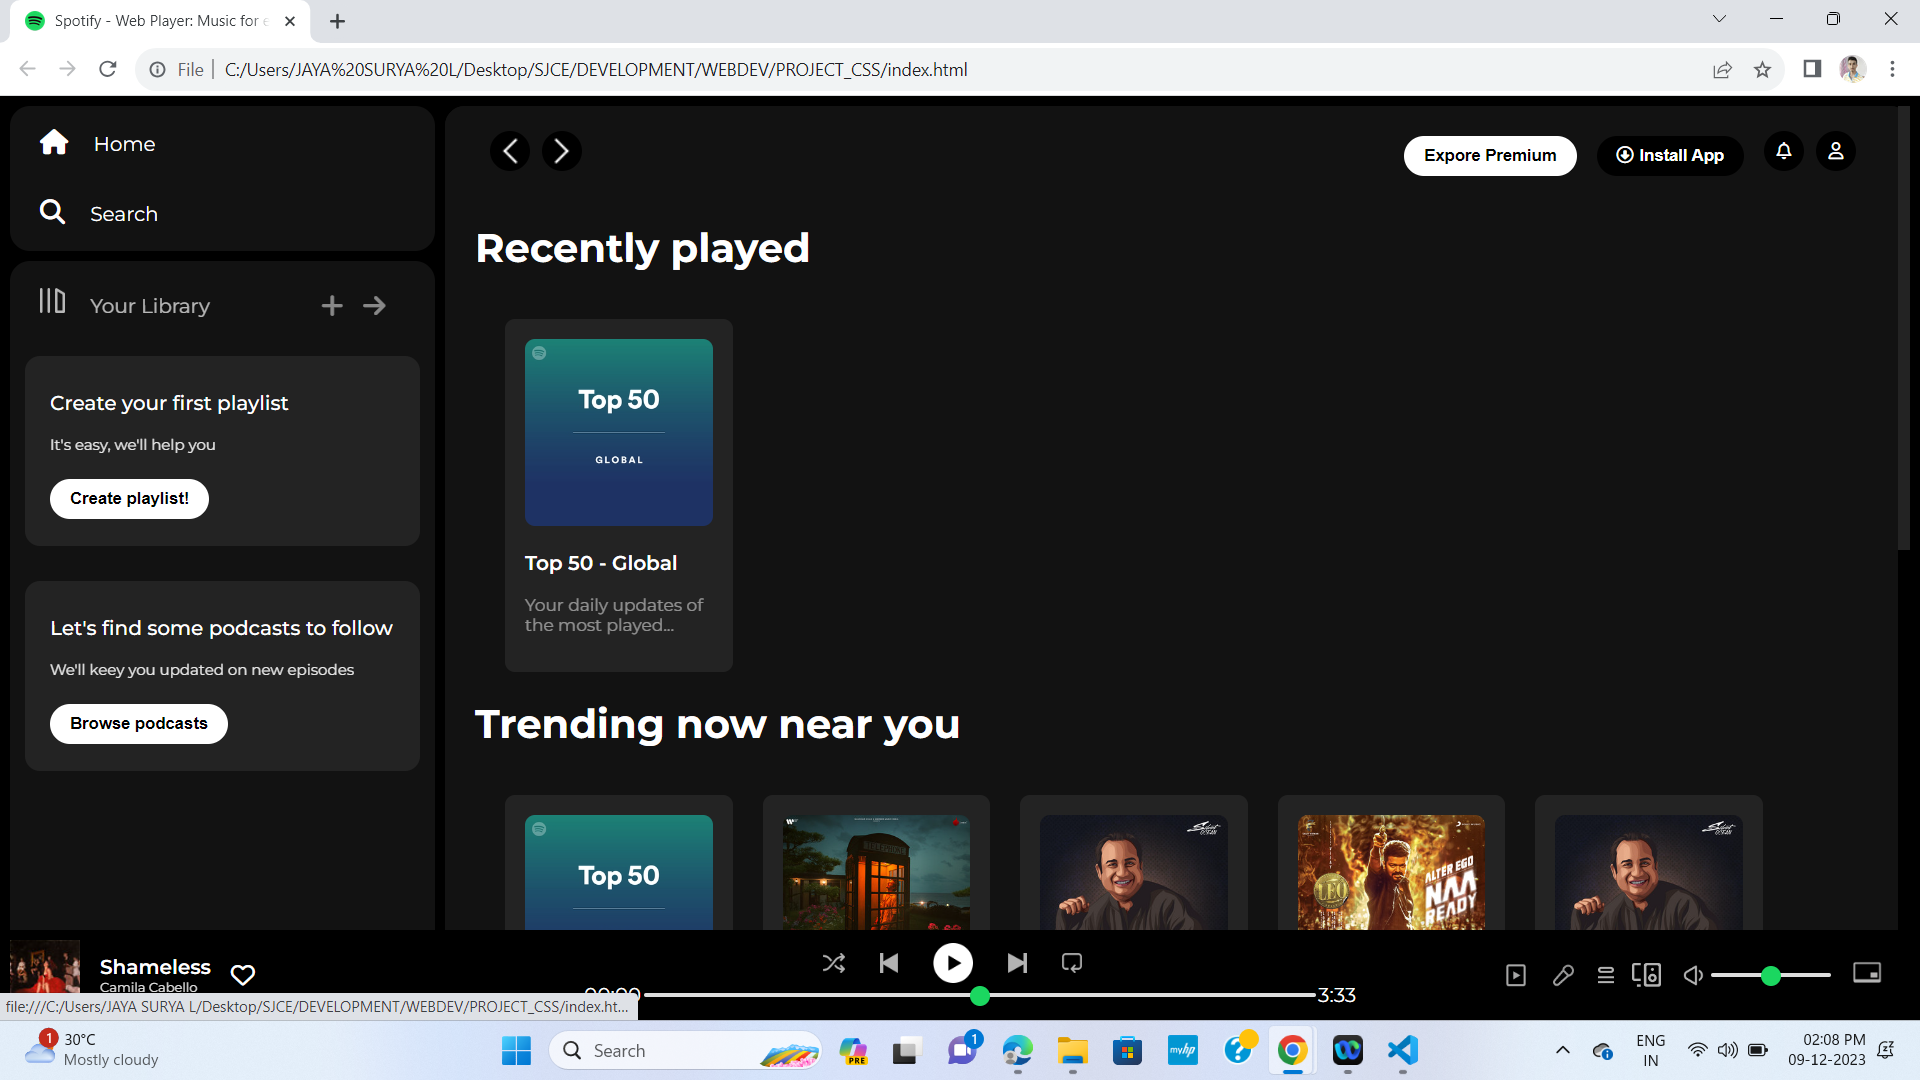 Spotify - Web Player: Music for e
File
C:/Users/JAYA%20SURYA%20L/Desktop/SJCE/DEVELOPMENT/WEBDEV/PROJECT_CSS/index.html
Home
Search
Your Library
Create your first playlist
It's easy, we'll help you
Create playlist!
Let's find some podcasts to follow
We'll keey you updated on new episodes
Browse podcasts
Expore Premium
Install App
Recently played
Top 50
GLOBAL
Top 50 - Global
Your daily updates of
the most played...
Trending now near you
Top 50
TELEPHONE
LEO
ALTER EGO
NAA
READY
Shameless
Camila Cabello
00:00
3:33
file:///C:/Users/JAYA SURYA L/Desktop/SJCE/DEVELOPMENT/WEBDEV/PROJECT_CSS/index.ht...
1
30°C
Mostly cloudy
Search
PRE
1
myhp
ENG
IN
02:08 PM
09-12-2023